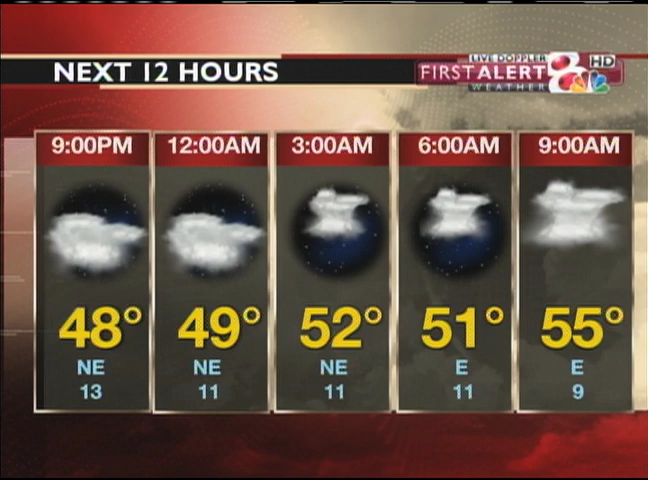 LIVE DOPPLER
8 HD
NEXT 12 HOURS
FIRST ALERT
WEATHER
9:00PM 12:00AM 3:00AM 6:00AM 9:00AM
48° 49° 52° 51° 55°
NE NE NE E E
13 11 11 11 9